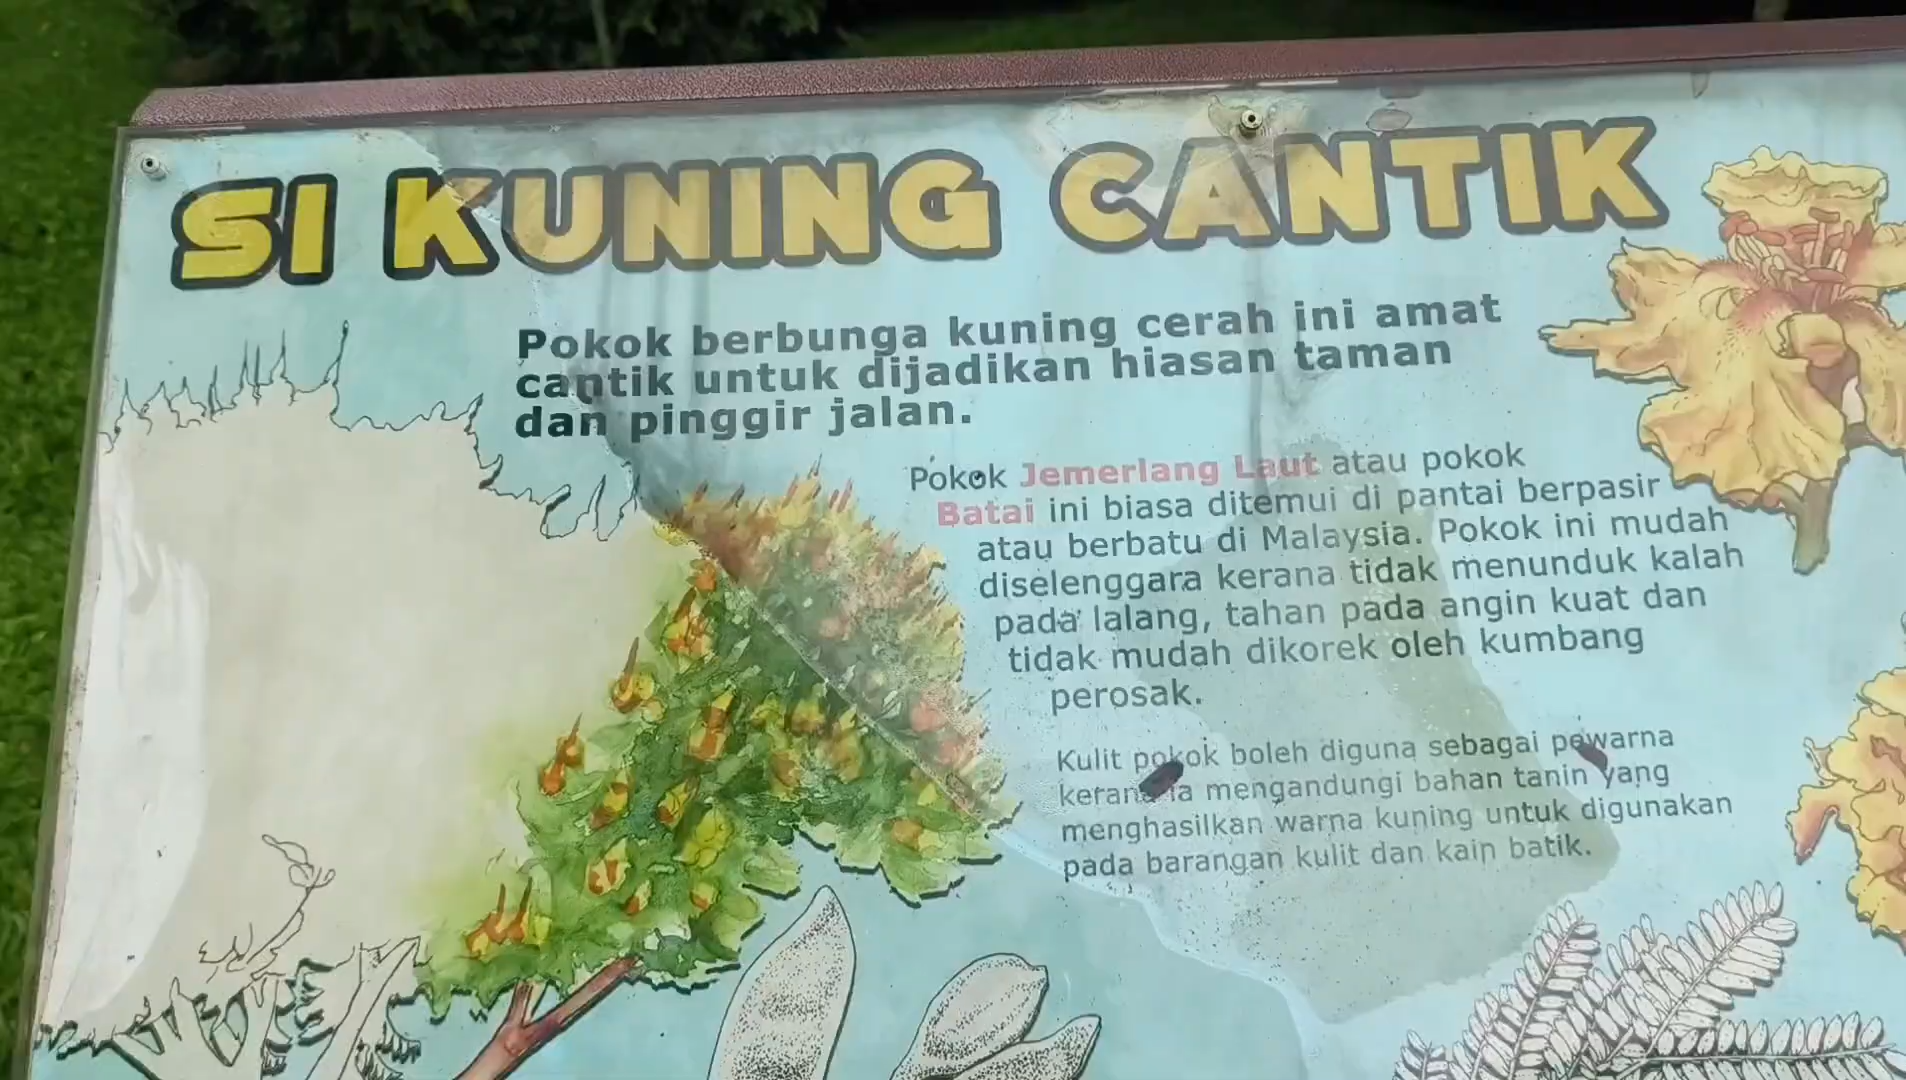 SI KUNING CANTIK
Pokok berbunga kuning cerah ini amat
cantik untuk dijadikan hiasan taman
dan pinggir jalan.
Pokok Jemerlang Laut atau pokok
Batai ini biasa ditemui di pantai berpasir
atau berbatu di Malaysia. Pokok ini mudah
diselenggara kerana tidak menunduk kalah
pada lalang, tahan pada angin kuat dan
tidak mudah dikorek oleh kumbang
perosak.
Kulit pokok boleh diguna sebagai pewarna
kerana ia mengandungi bahan tanin yang
menghasilkan warna kuning untuk digunakan
pada barangan kulit dan kain batik.